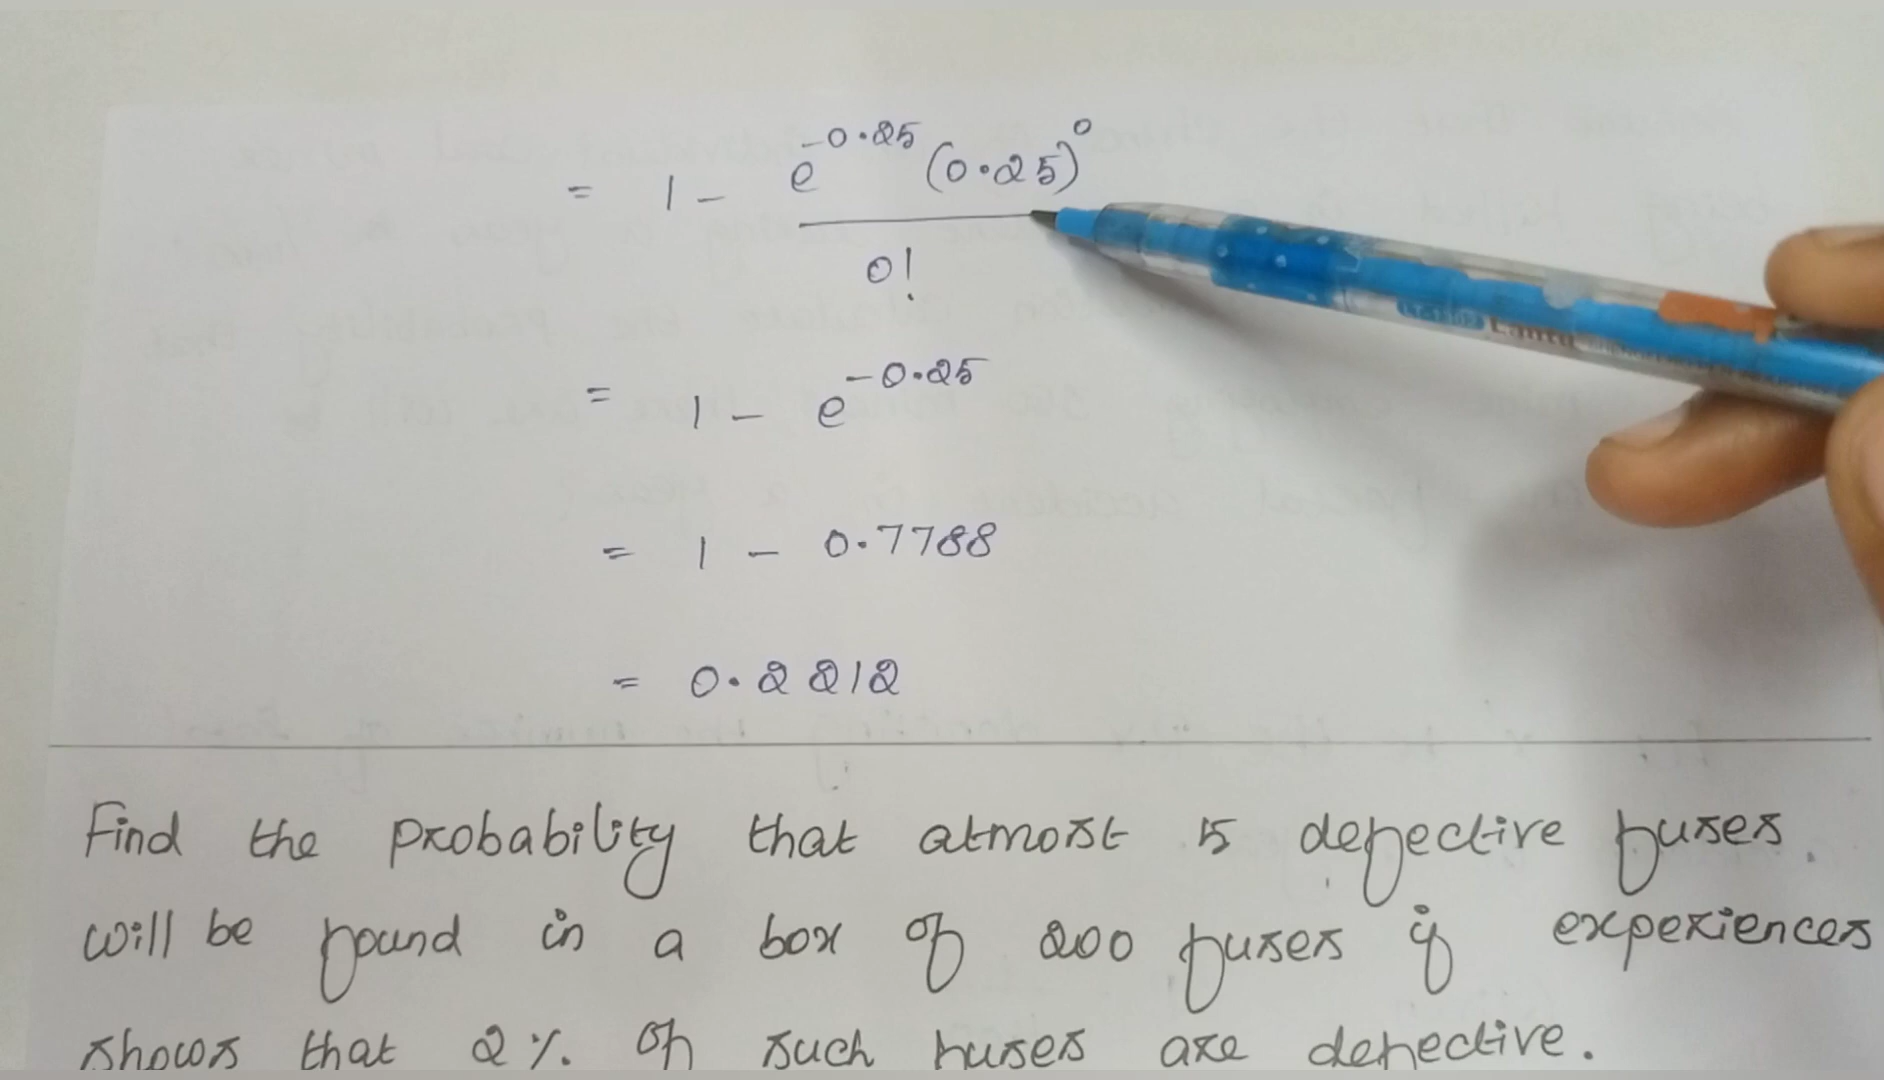 = 1 - e^{-0.25} (0.25)^0
0!
= 1 - e^{-0.25}
= 1 - 0.7788
= 0.2212
Find the probability that atmost 5 defective fuses
will be found in a box of 200 fuses if experiences
shows that 2% of such fuses are defective.